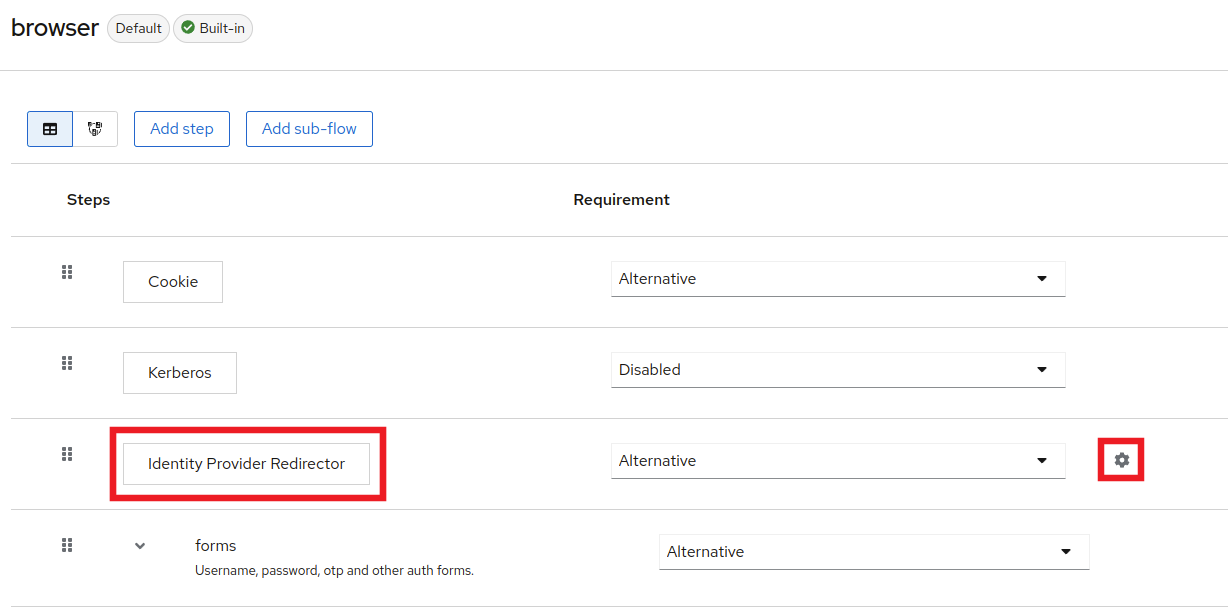 browser Default Built-in
Add step Add sub-flow
Steps Requirement
Cookie Alternative
Kerberos Disabled
Identity Provider Redirector Alternative
forms Alternative
Username, password, otp and other auth forms.